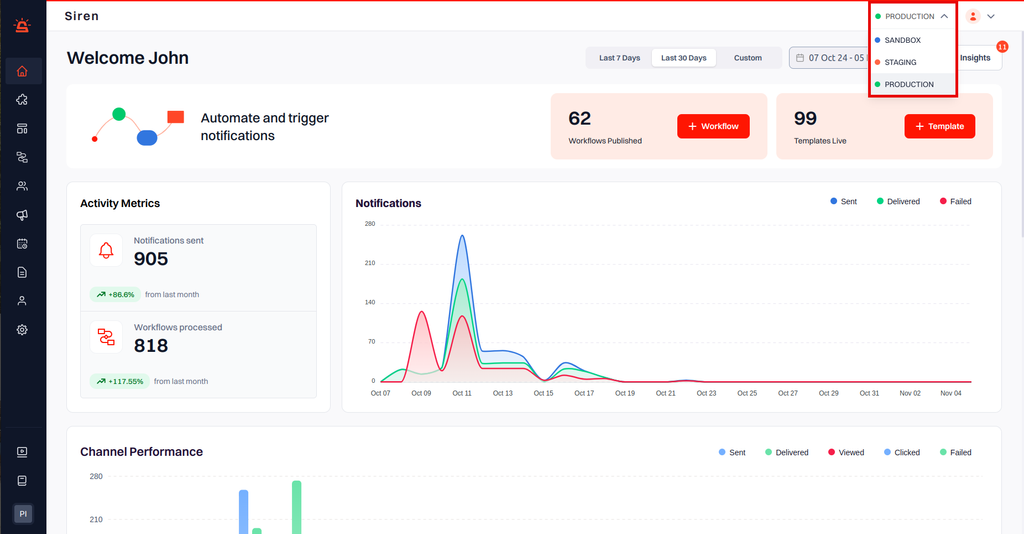 Siren
PRODUCTION
SANDBOX
STAGING
PRODUCTION
Welcome John
Last 7 Days
Last 30 Days
Custom
07 Oct 24 - 05
Insights
11
Automate and trigger
notifications
62
Workflows Published
+ Workflow
99
Templates Live
+ Template
Activity Metrics
Notifications sent
905
+86.6% from last month
Workflows processed
818
+117.55% from last month
Notifications
Sent Delivered Failed
280
210
140
70
0
Oct 07 Oct 09 Oct 11 Oct 13 Oct 15 Oct 17 Oct 19 Oct 21 Oct 23 Oct 25 Oct 27 Oct 29 Oct 31 Nov 02 Nov 04
Channel Performance
Sent Delivered Viewed Clicked Failed
280
210
PI